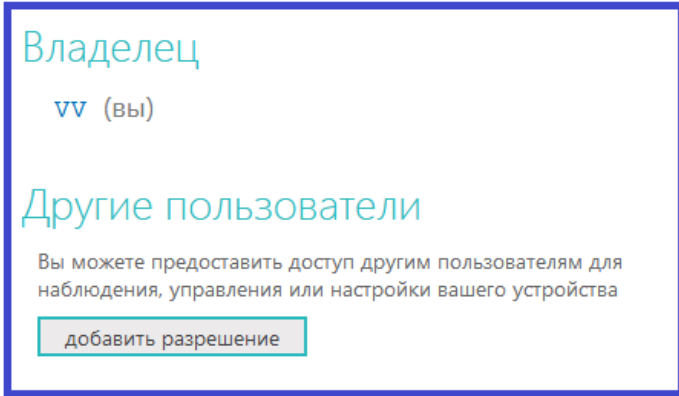 Владелец
vv (вы)
Другие пользователи
Вы можете предоставить доступ другим пользователям для
наблюдения, управления или настройки вашего устройства
добавить разрешение